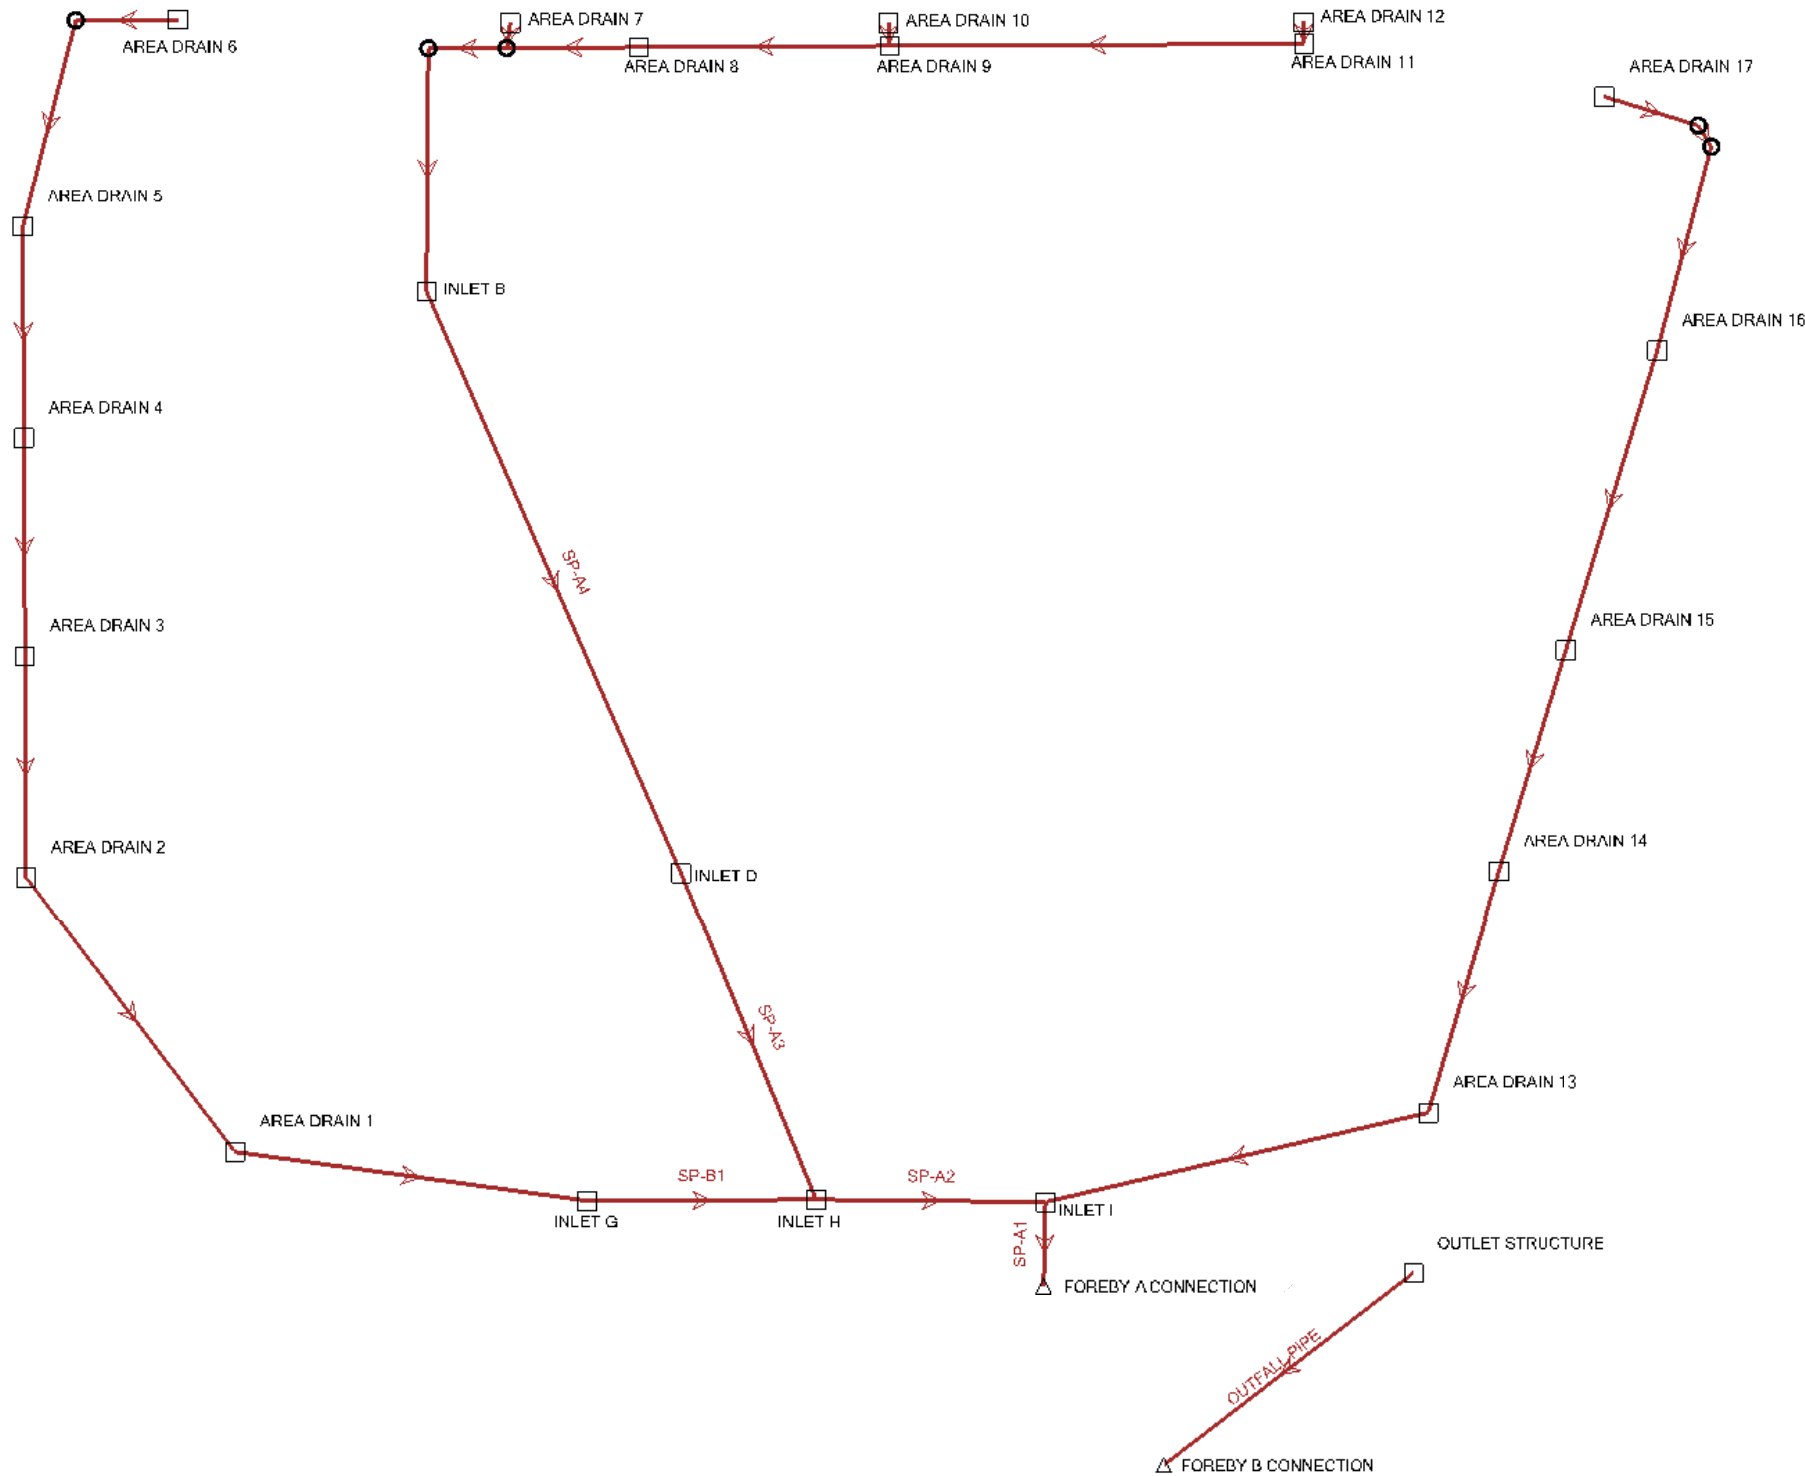 AREA DRAIN 7
AREA DRAIN 10
AREA DRAIN 12
AREA DRAIN 6
AREA DRAIN 8
AREA DRAIN 9
AREA DRAIN 11
AREA DRAIN 17
AREA DRAIN 5
INLET B
AREA DRAIN 16
AREA DRAIN 4
SP-A4
AREA DRAIN 3
AREA DRAIN 15
AREA DRAIN 2
INLET D
AREA DRAIN 14
SP-A3
AREA DRAIN 13
AREA DRAIN 1
SP-B1
SP-A2
INLET G
INLET H
INLET I
SP-A1
OUTLET STRUCTURE
FOREBY A CONNECTION
OUTFALL PIPE
FOREBY B CONNECTION